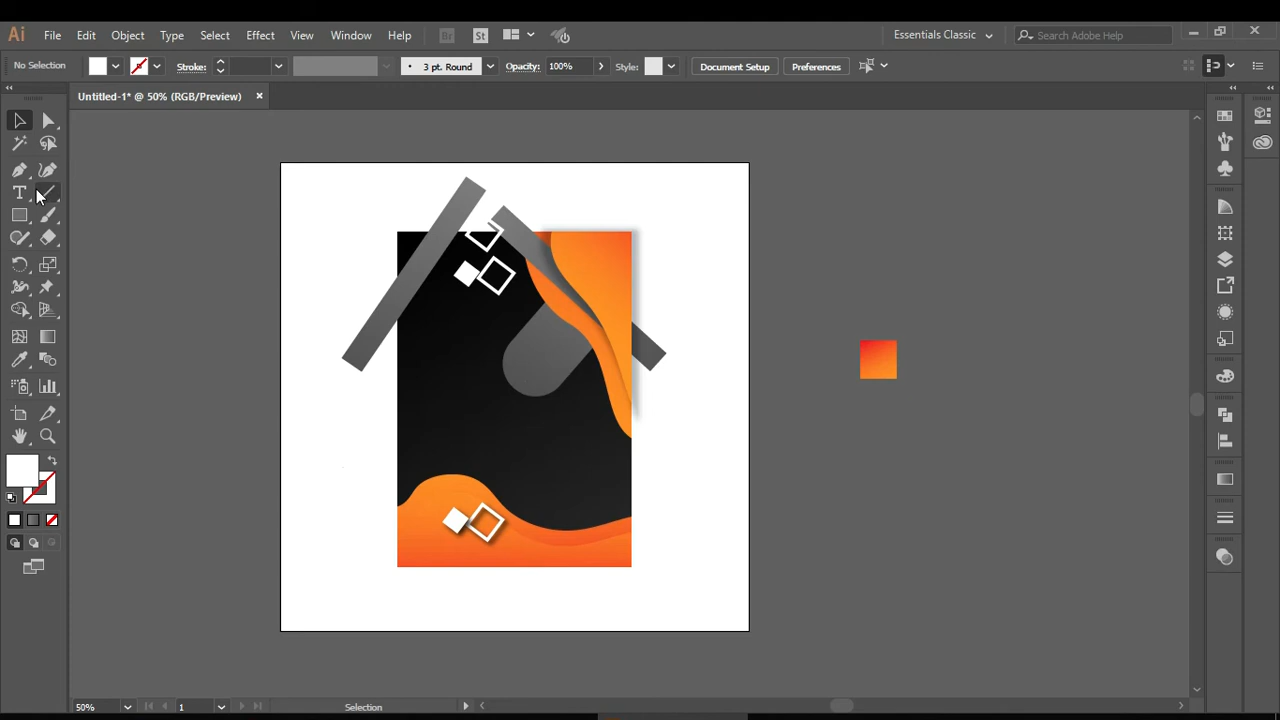 Ai File Edit Object Type Select Effect View Window Help Br St Essentials Classic Search Adobe Help
No Selection Stroke: 3 pt. Round Opacity: 100% Style: Document Setup Preferences
Untitled-1* @ 50% (RGB/Preview)
T
50% 1 Selection